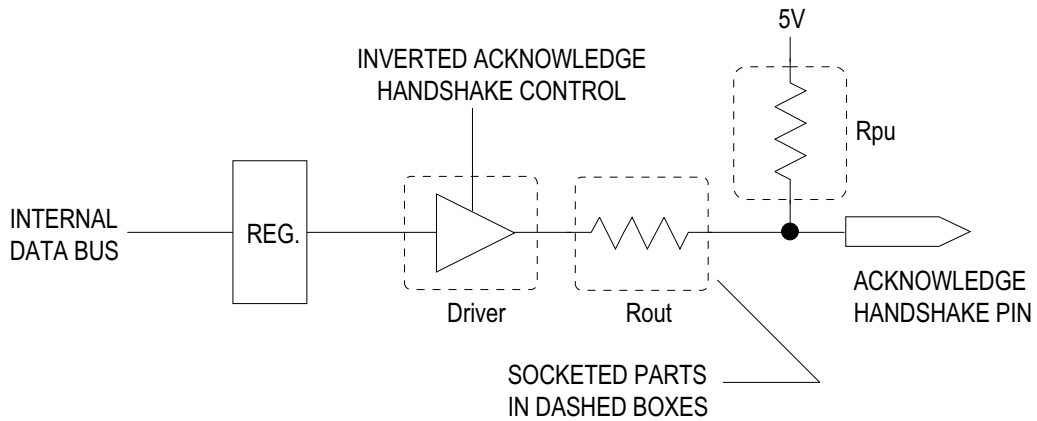 5V
INVERTED ACKNOWLEDGE
HANDSHAKE CONTROL
Rpu
INTERNAL
DATA BUS
REG.
Driver
Rout
ACKNOWLEDGE
HANDSHAKE PIN
SOCKETED PARTS
IN DASHED BOXES